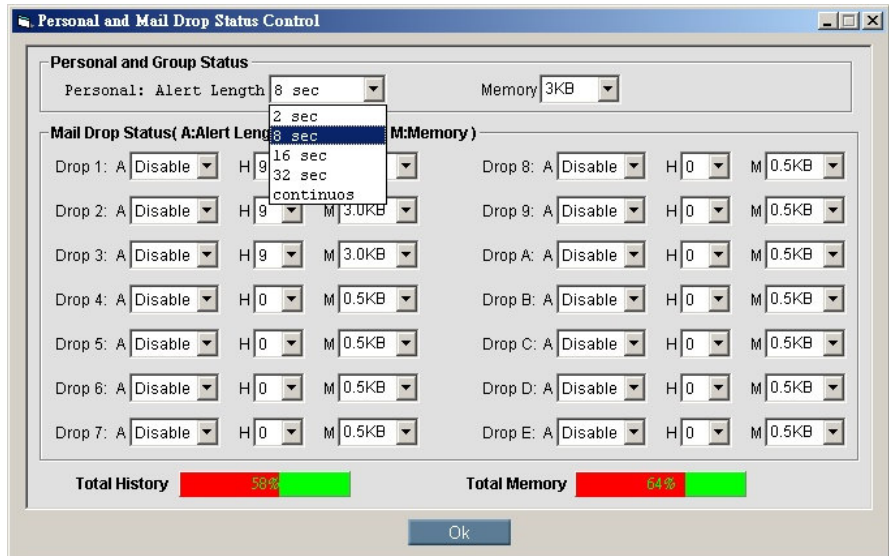 Personal and Mail Drop Status Control
Personal and Group Status
Personal: Alert Length 8 sec Memory 3KB
2 sec
8 sec
16 sec
32 sec
continuos
Mail Drop Status( A:Alert Leng M:Memory )
Drop 1: A Disable H 9 Drop 8: A Disable H 0 M 0.5KB
Drop 2: A Disable H 9 M 3.0KB Drop 9: A Disable H 0 M 0.5KB
Drop 3: A Disable H 9 M 3.0KB Drop A: A Disable H 0 M 0.5KB
Drop 4: A Disable H 0 M 0.5KB Drop B: A Disable H 0 M 0.5KB
Drop 5: A Disable H 0 M 0.5KB Drop C: A Disable H 0 M 0.5KB
Drop 6: A Disable H 0 M 0.5KB Drop D: A Disable H 0 M 0.5KB
Drop 7: A Disable H 0 M 0.5KB Drop E: A Disable H 0 M 0.5KB
Total History 58% Total Memory 64%
Ok